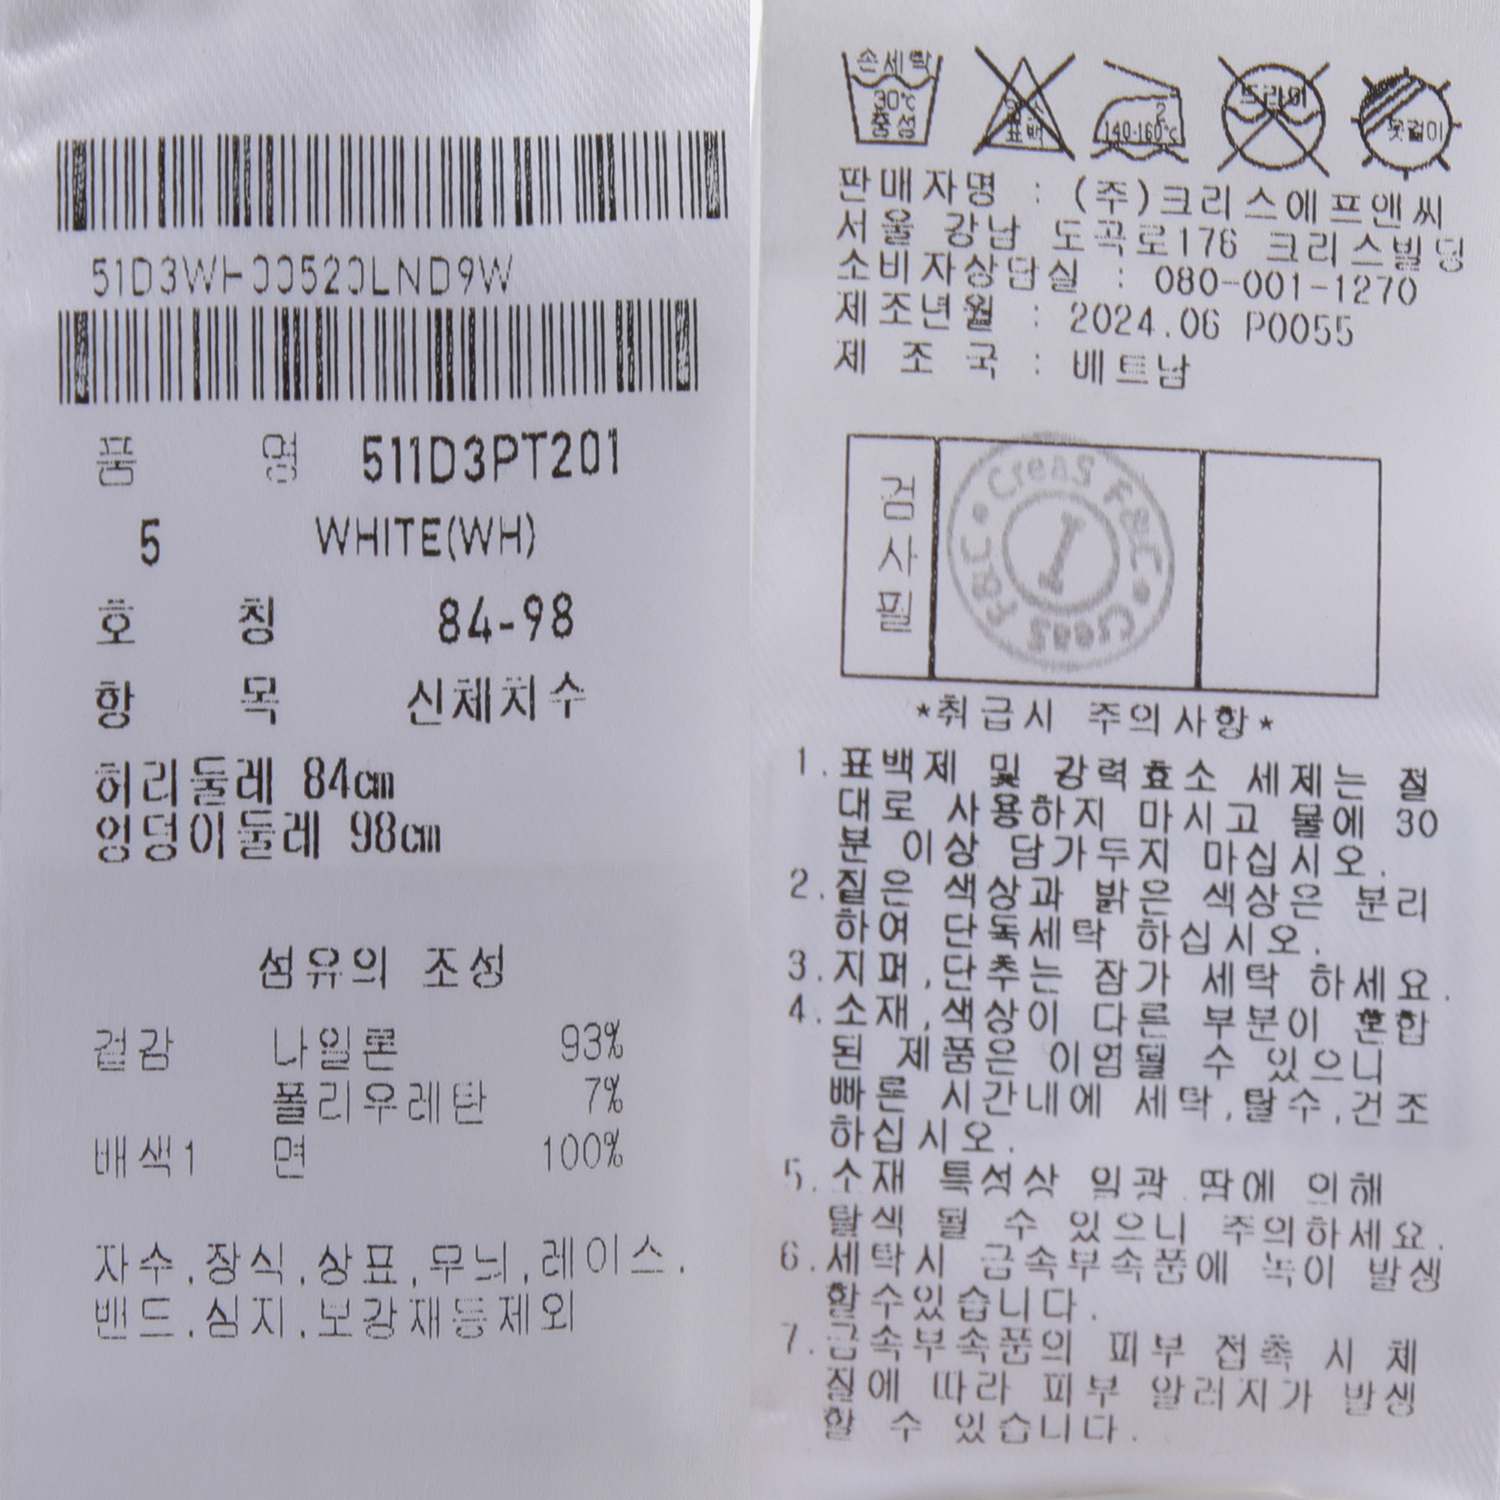 51D3WH00520LND9W
품 명 511D3PT201
5 WHITE(WH)
호 칭 84-98
항 목 신체치수
허리둘레 84cm
엉덩이둘레 98cm
섬유의 조성
겉감 나일론 93%
폴리우레탄 7%
배색1 면 100%
자수.장식.상표.무늬.레이스.
밴드.심지.보강재등제외
손세탁
30℃
중성
염소
표백
2
140-160℃
드라이
옷걸이
판매자명 : (주)크리스에프앤씨
서울 강남 도곡로176 크리스빌딩
소비자상담실 : 080-001-1270
제조년월 : 2024.06 P0055
제 조 국 : 베트남
검사필
Creas F&C
Creas F&C
*취급시 주의사항*
1.표백제 및 강력효소 세제는 절
대로 사용하지 마시고 물에 30
분 이상 담가두지 마십시오.
2.짙은 색상과 밝은 색상은 분리
하여 단독세탁 하십시오.
3.지퍼,단추는 잠가 세탁 하세요.
4.소재,색상이 다른 부분이 혼합
된 제품은 이염될 수 있으니
빠른 시간내에 세탁,탈수,건조
하십시오.
5.소재 특성상 일광 땀에 의해
탈색 될 수 있으니 주의하세요.
6.세탁시 금속부속품에 녹이 발생
할수있습니다.
7.금속부속품의 피부 접촉 시 체
질에 따라 피부 알러지가 발생
할 수 있습니다.